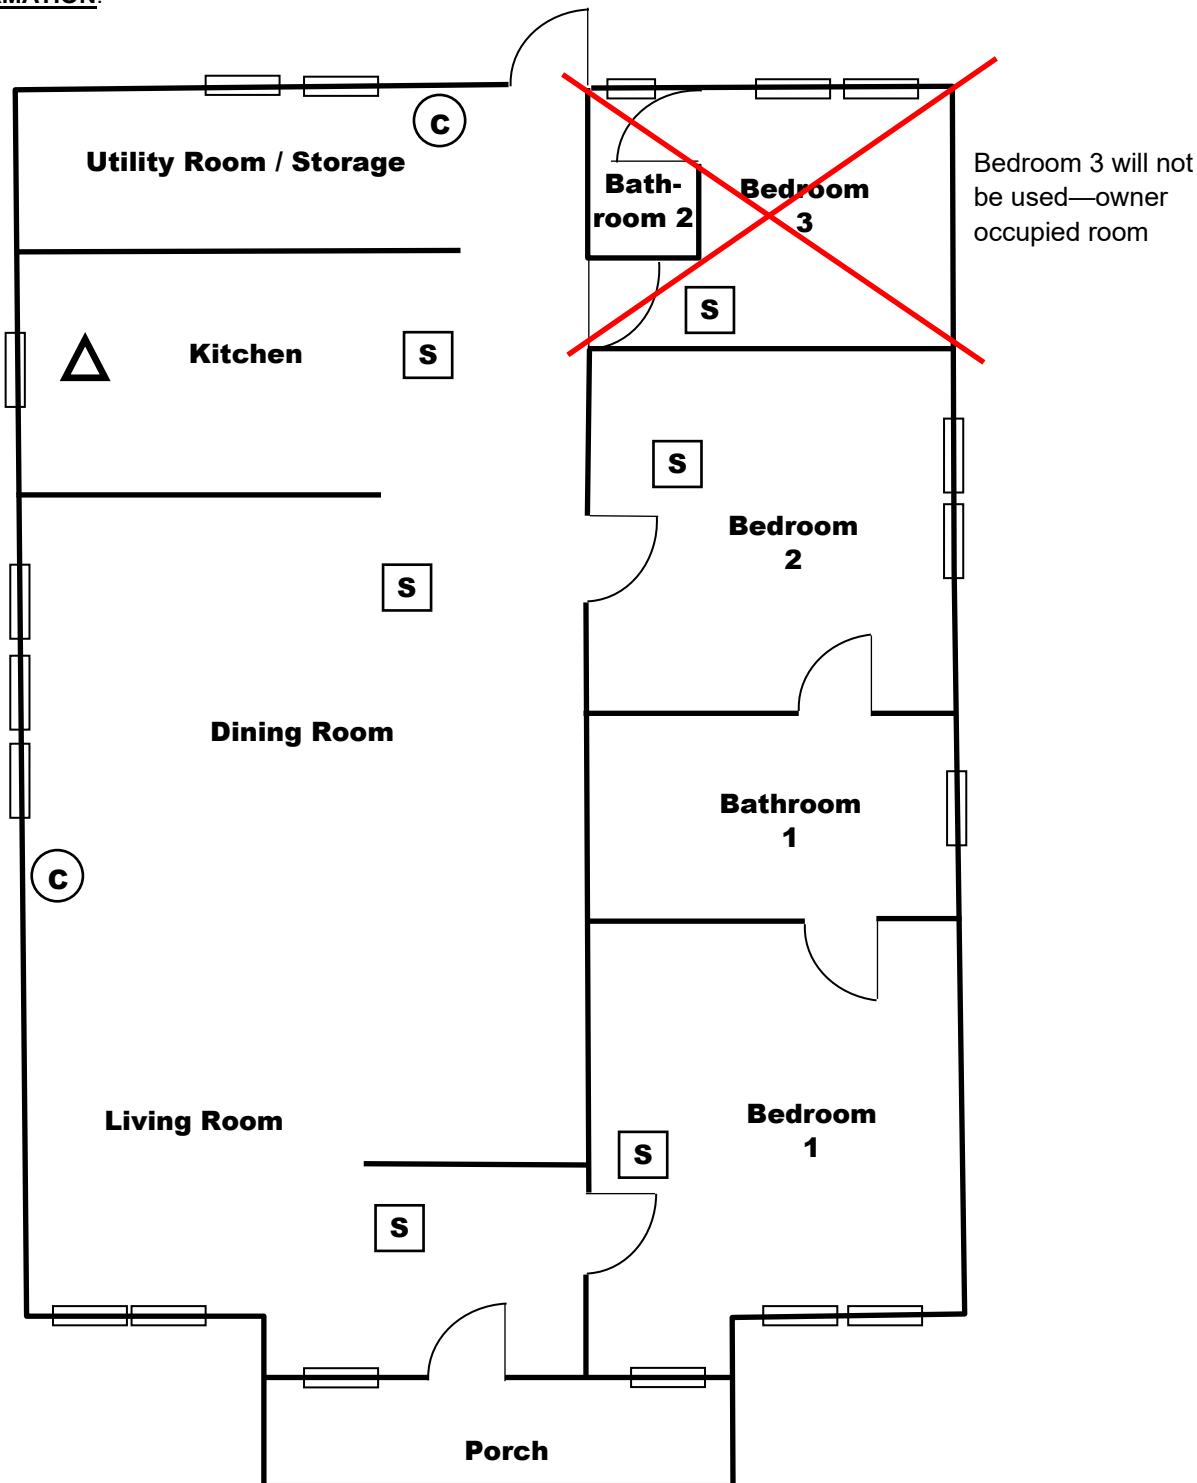 C
Utility Room / Storage
Bath-
room 2
Bedroom
3
Bedroom 3 will not
be used—owner
occupied room
S
Kitchen
S
S
Bedroom
2
S
Dining Room
Bathroom
1
C
Living Room
Bedroom
1
S
S
Porch